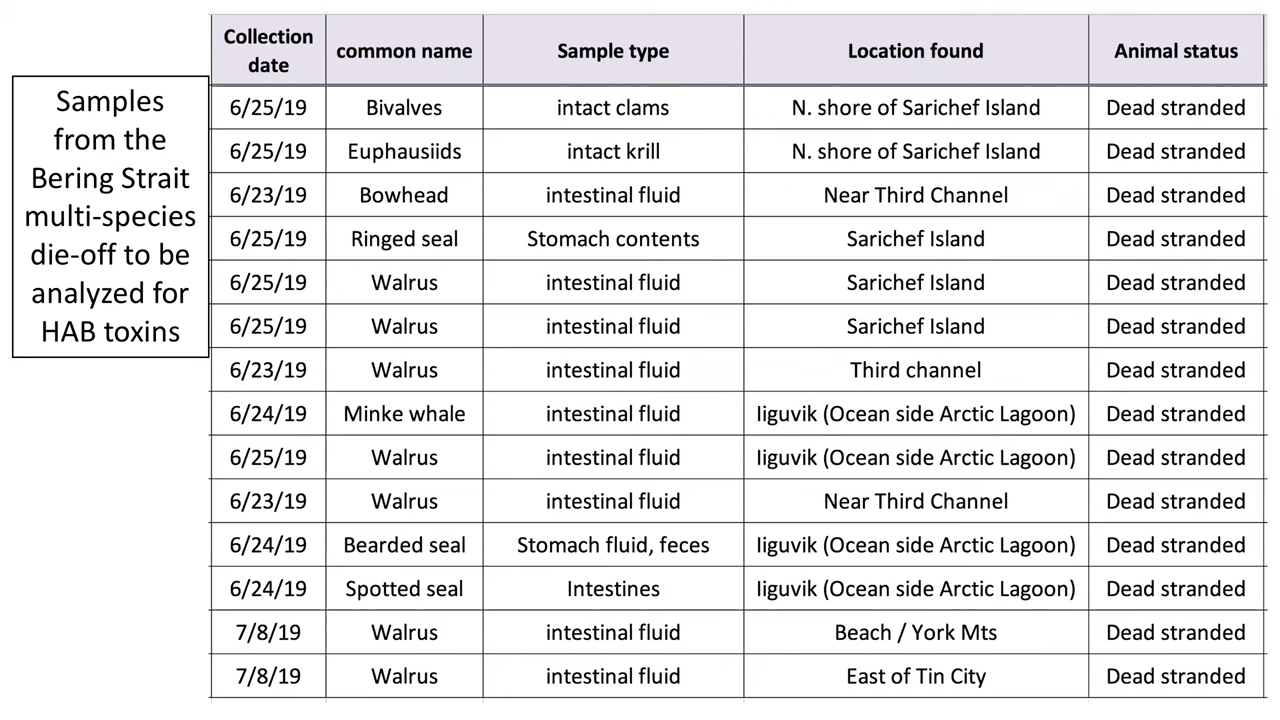 Samples
from the
Bering Strait
multi-species
die-off to be
analyzed for
HAB toxins
Collection date common name Sample type Location found Animal status
6/25/19 Bivalves intact clams N. shore of Sarichef Island Dead stranded
6/25/19 Euphausiids intact krill N. shore of Sarichef Island Dead stranded
6/23/19 Bowhead intestinal fluid Near Third Channel Dead stranded
6/25/19 Ringed seal Stomach contents Sarichef Island Dead stranded
6/25/19 Walrus intestinal fluid Sarichef Island Dead stranded
6/25/19 Walrus intestinal fluid Sarichef Island Dead stranded
6/23/19 Walrus intestinal fluid Third channel Dead stranded
6/24/19 Minke whale intestinal fluid Iiguvik (Ocean side Arctic Lagoon) Dead stranded
6/25/19 Walrus intestinal fluid Iiguvik (Ocean side Arctic Lagoon) Dead stranded
6/23/19 Walrus intestinal fluid Near Third Channel Dead stranded
6/24/19 Bearded seal Stomach fluid, feces Iiguvik (Ocean side Arctic Lagoon) Dead stranded
6/24/19 Spotted seal Intestines Iiguvik (Ocean side Arctic Lagoon) Dead stranded
7/8/19 Walrus intestinal fluid Beach / York Mts Dead stranded
7/8/19 Walrus intestinal fluid East of Tin City Dead stranded